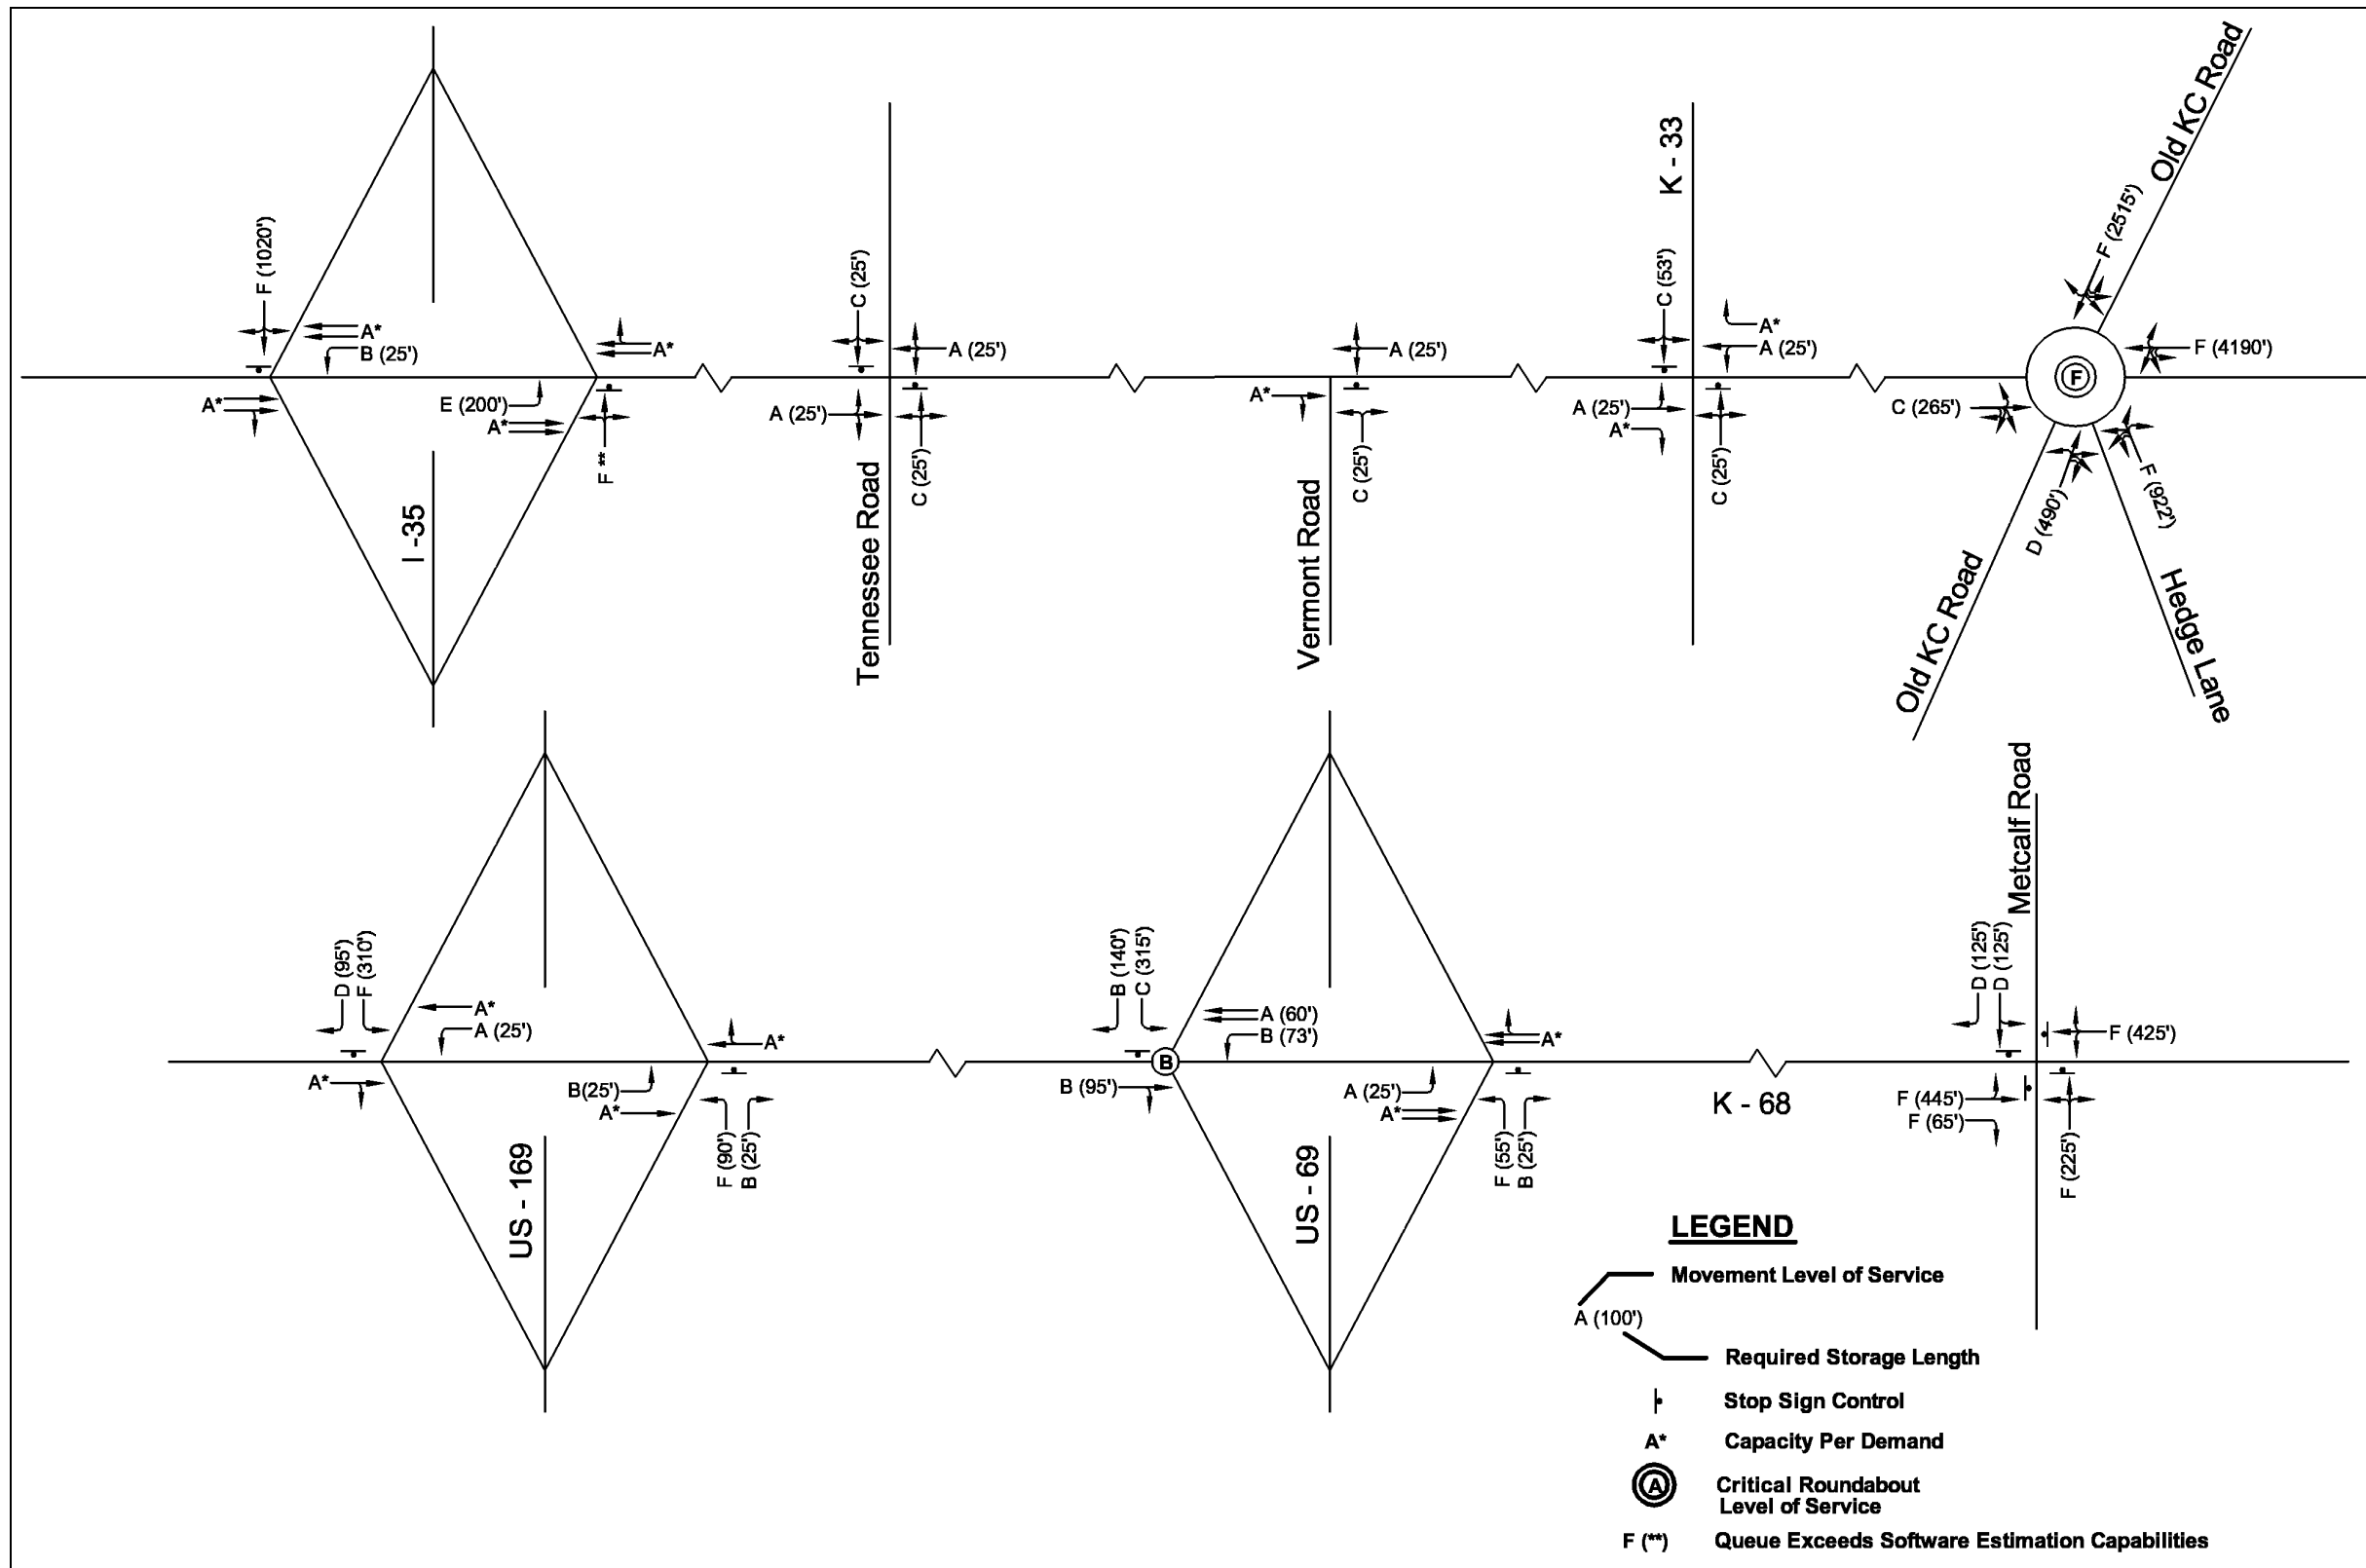 Old KC Road
K - 33
F (2515')
F (1020')
C (25')
C (53')
A*
B (25')
A*
A (25')
A (25')
A*
A (25')
F (4190')
F
A*
E (200')
A*
F **
A (25')
C (25')
A*
C (25')
A (25')
A*
C (25')
C (265')
D (490')
F (922')
I -35
Tennessee Road
Vermont Road
Old KC Road
Hedge Lane
Metcalf Road
D (95')
F (310')
B (140')
C (315')
D (125')
D (125')
A*
A (25')
A*
A (60')
B (73')
A*
F (425')
B
A*
B(25')
A*
F (90')
B (25')
B (95')
A (25')
A*
F (55')
B (25')
K - 68
F (445')
F (65')
F (225')
US - 169
US - 69
LEGEND
Movement Level of Service
A (100')
Required Storage Length
Stop Sign Control
A* Capacity Per Demand
A Critical Roundabout
Level of Service
F (**) Queue Exceeds Software Estimation Capabilities